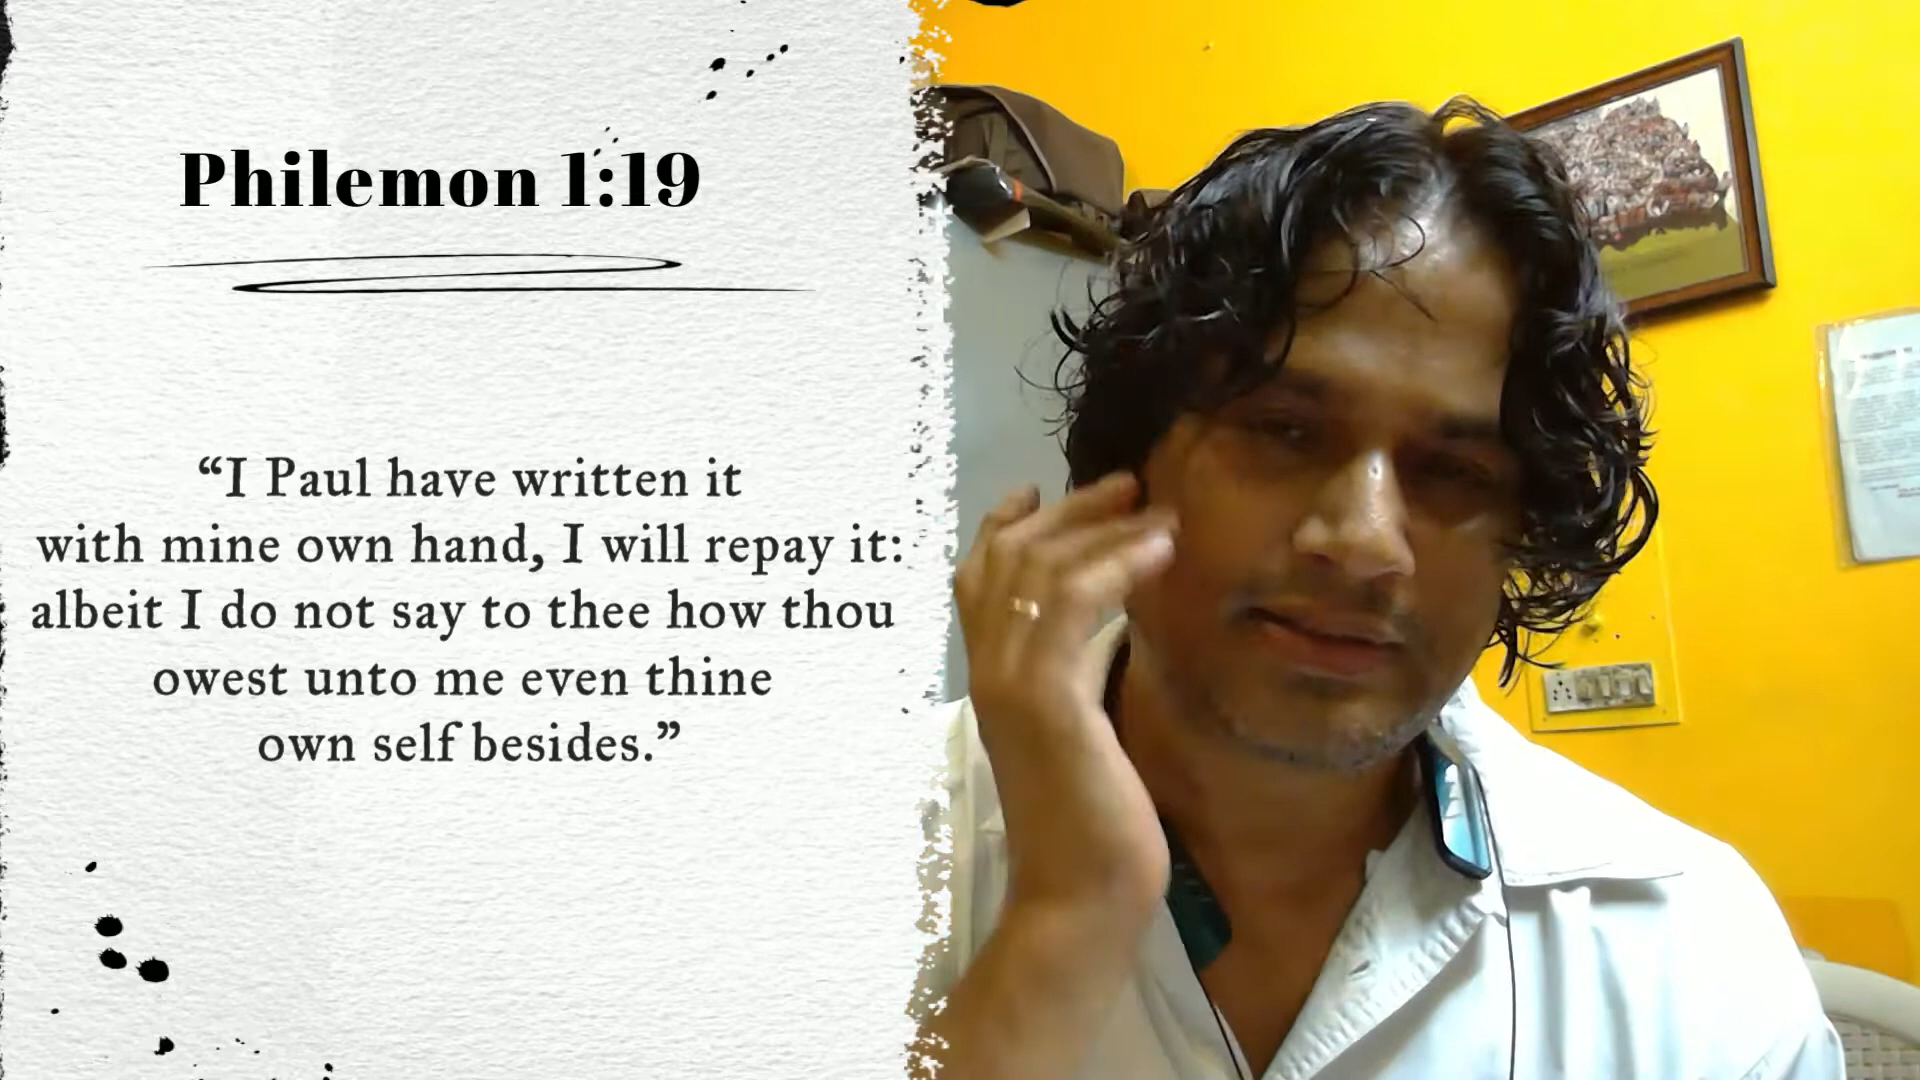 Philemon 1:19
“I Paul have written it
with mine own hand, I will repay it:
albeit I do not say to thee how thou
owest unto me even thine
own self besides.”